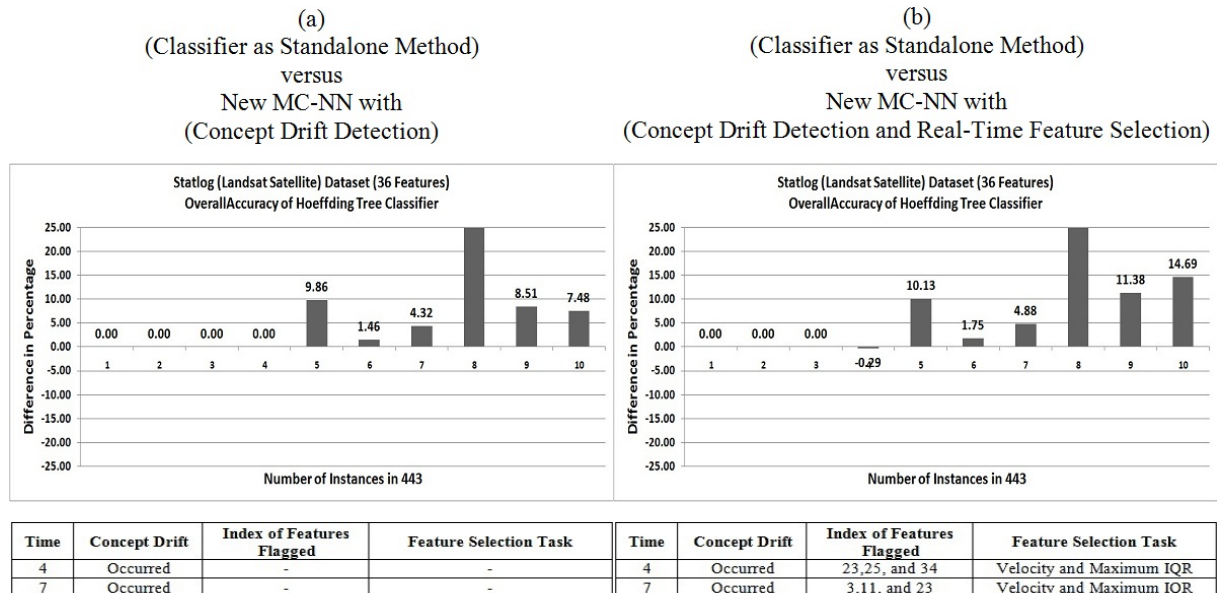 (a)
(Classifier as Standalone Method)
versus
New MC-NN with
(Concept Drift Detection)
(b)
(Classifier as Standalone Method)
versus
New MC-NN with
(Concept Drift Detection and Real-Time Feature Selection)
Statlog (Landsat Satellite) Dataset (36 Features)
OverallAccuracy of Hoeffding Tree Classifier
Difference in Percentage
25.00
20.00
15.00
10.00
5.00
0.00
-5.00
-10.00
-15.00
-20.00
-25.00
0.00 0.00 0.00 0.00 9.86 1.46 4.32 8.51 7.48
1 2 3 4 5 6 7 8 9 10
Number of Instances in 443
Statlog (Landsat Satellite) Dataset (36 Features)
OverallAccuracy of Hoeffding Tree Classifier
Difference in Percentage
25.00
20.00
15.00
10.00
5.00
0.00
-5.00
-10.00
-15.00
-20.00
-25.00
0.00 0.00 0.00 -0.29 10.13 1.75 4.88 11.38 14.69
1 2 3 4 5 6 7 8 9 10
Number of Instances in 443
Time Concept Drift Index of Features Flagged Feature Selection Task
4 Occurred - -
7 Occurred - -
Time Concept Drift Index of Features Flagged Feature Selection Task
4 Occurred 23,25, and 34 Velocity and Maximum IQR
7 Occurred 3,11, and 23 Velocity and Maximum IQR